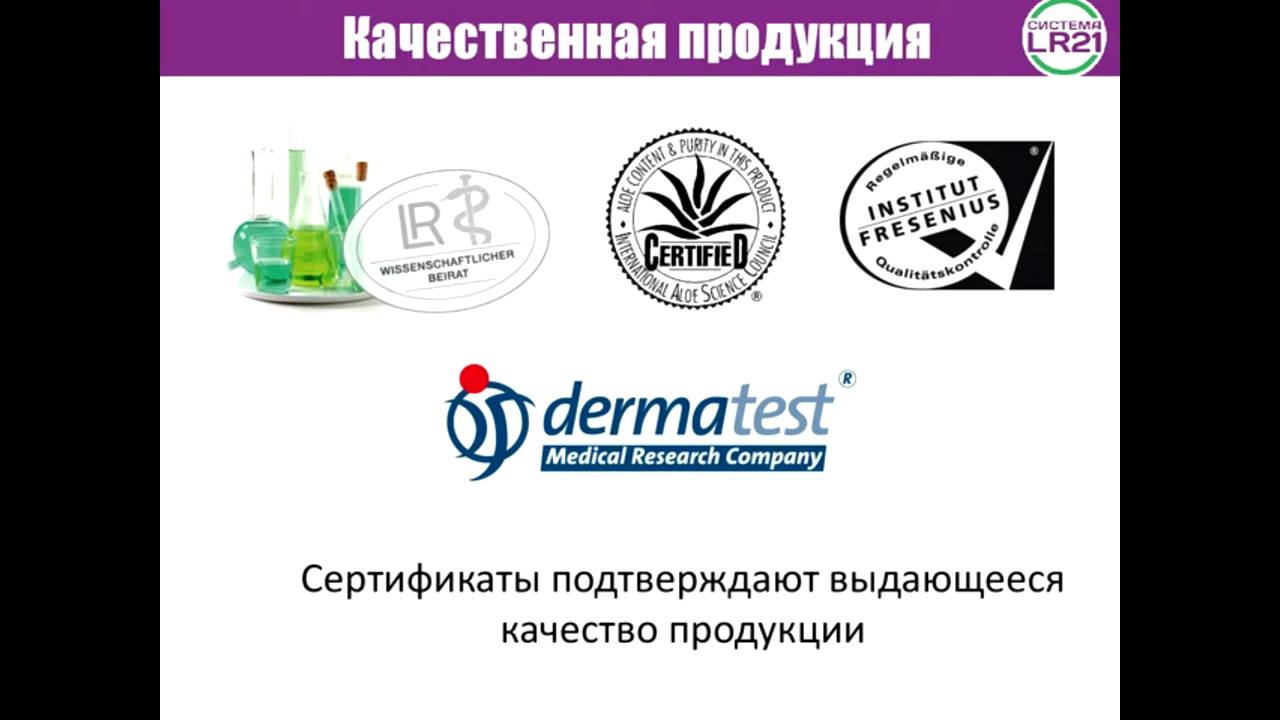 Качественная продукция
СИСТЕМА
LR21
LR
WISSENSCHAFTLICHER
BEIRAT
ALOE CONTENT & PURITY IN THIS PRODUCT
CERTIFIED
INTERNATIONAL ALOE SCIENCE COUNCIL
®
Regelmäßige
INSTITUT
FRESENIUS
Qualitätskontrolle
®
dermatest®
Medical Research Company
Сертификаты подтверждают выдающееся
качество продукции